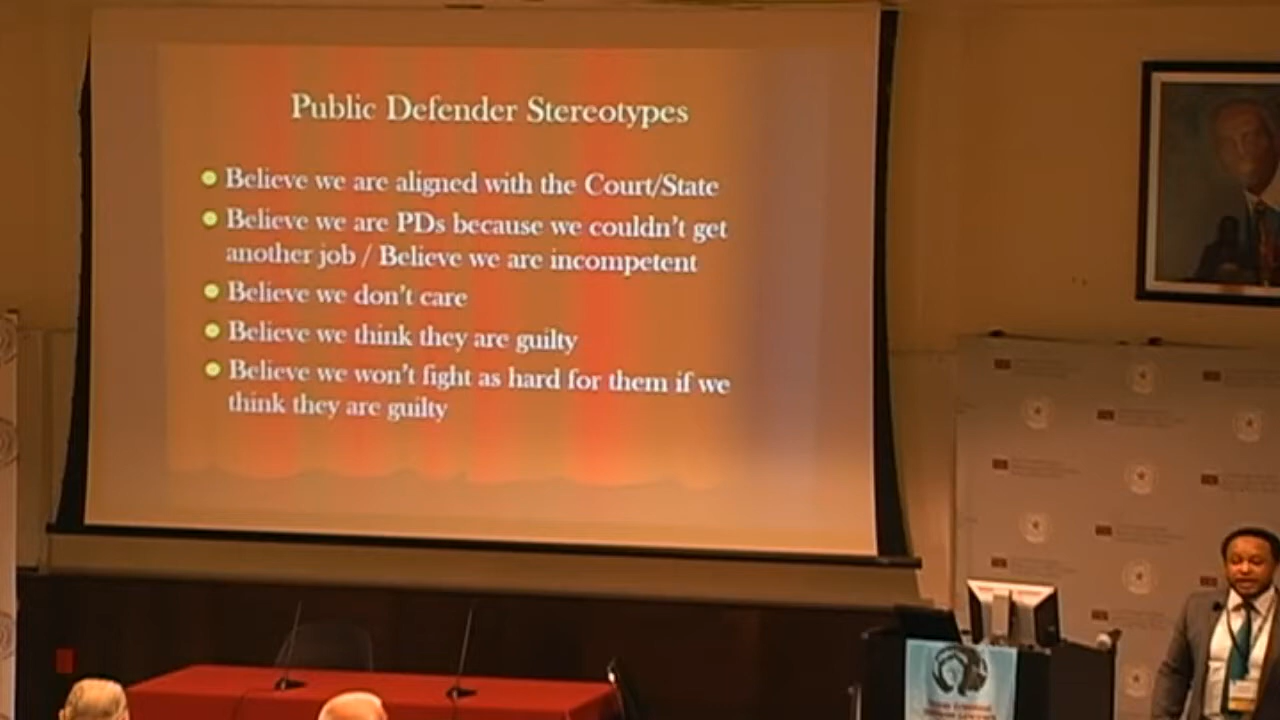 Public Defender Stereotypes
Believe we are aligned with the Court/State
Believe we are PDs because we couldn't get
another job / Believe we are incompetent
Believe we don't care
Believe we think they are guilty
Believe we won't fight as hard for them if we
think they are guilty